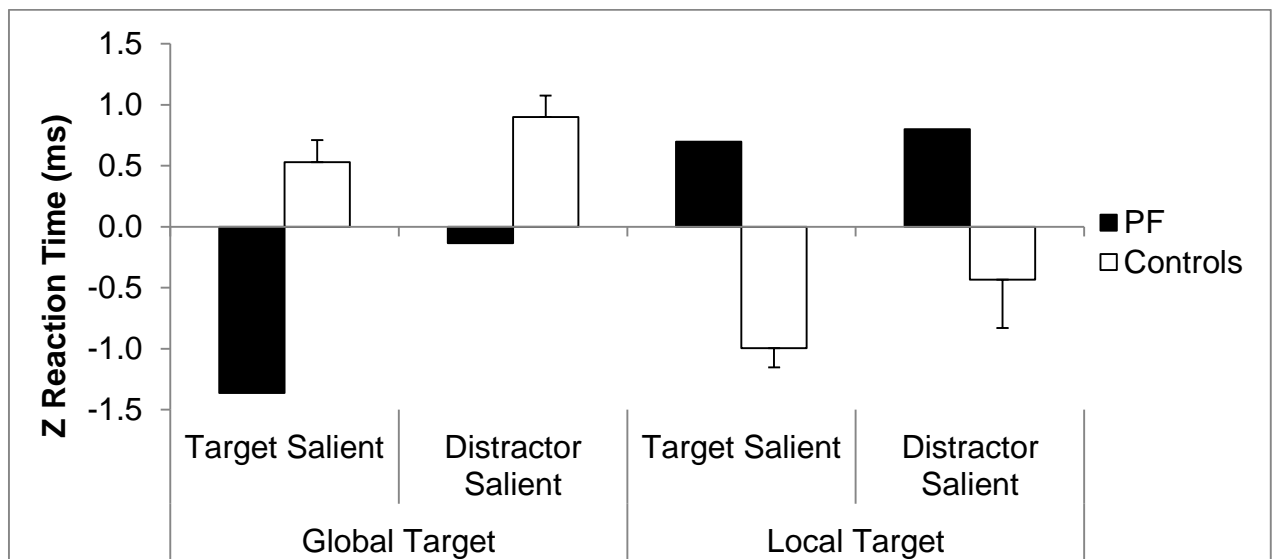 1.5
1.0
0.5
0.0
-0.5
-1.0
-1.5
Z Reaction Time (ms)
Target Salient
Distractor
Salient
Target Salient
Distractor
Salient
Global Target
Local Target
PF
Controls